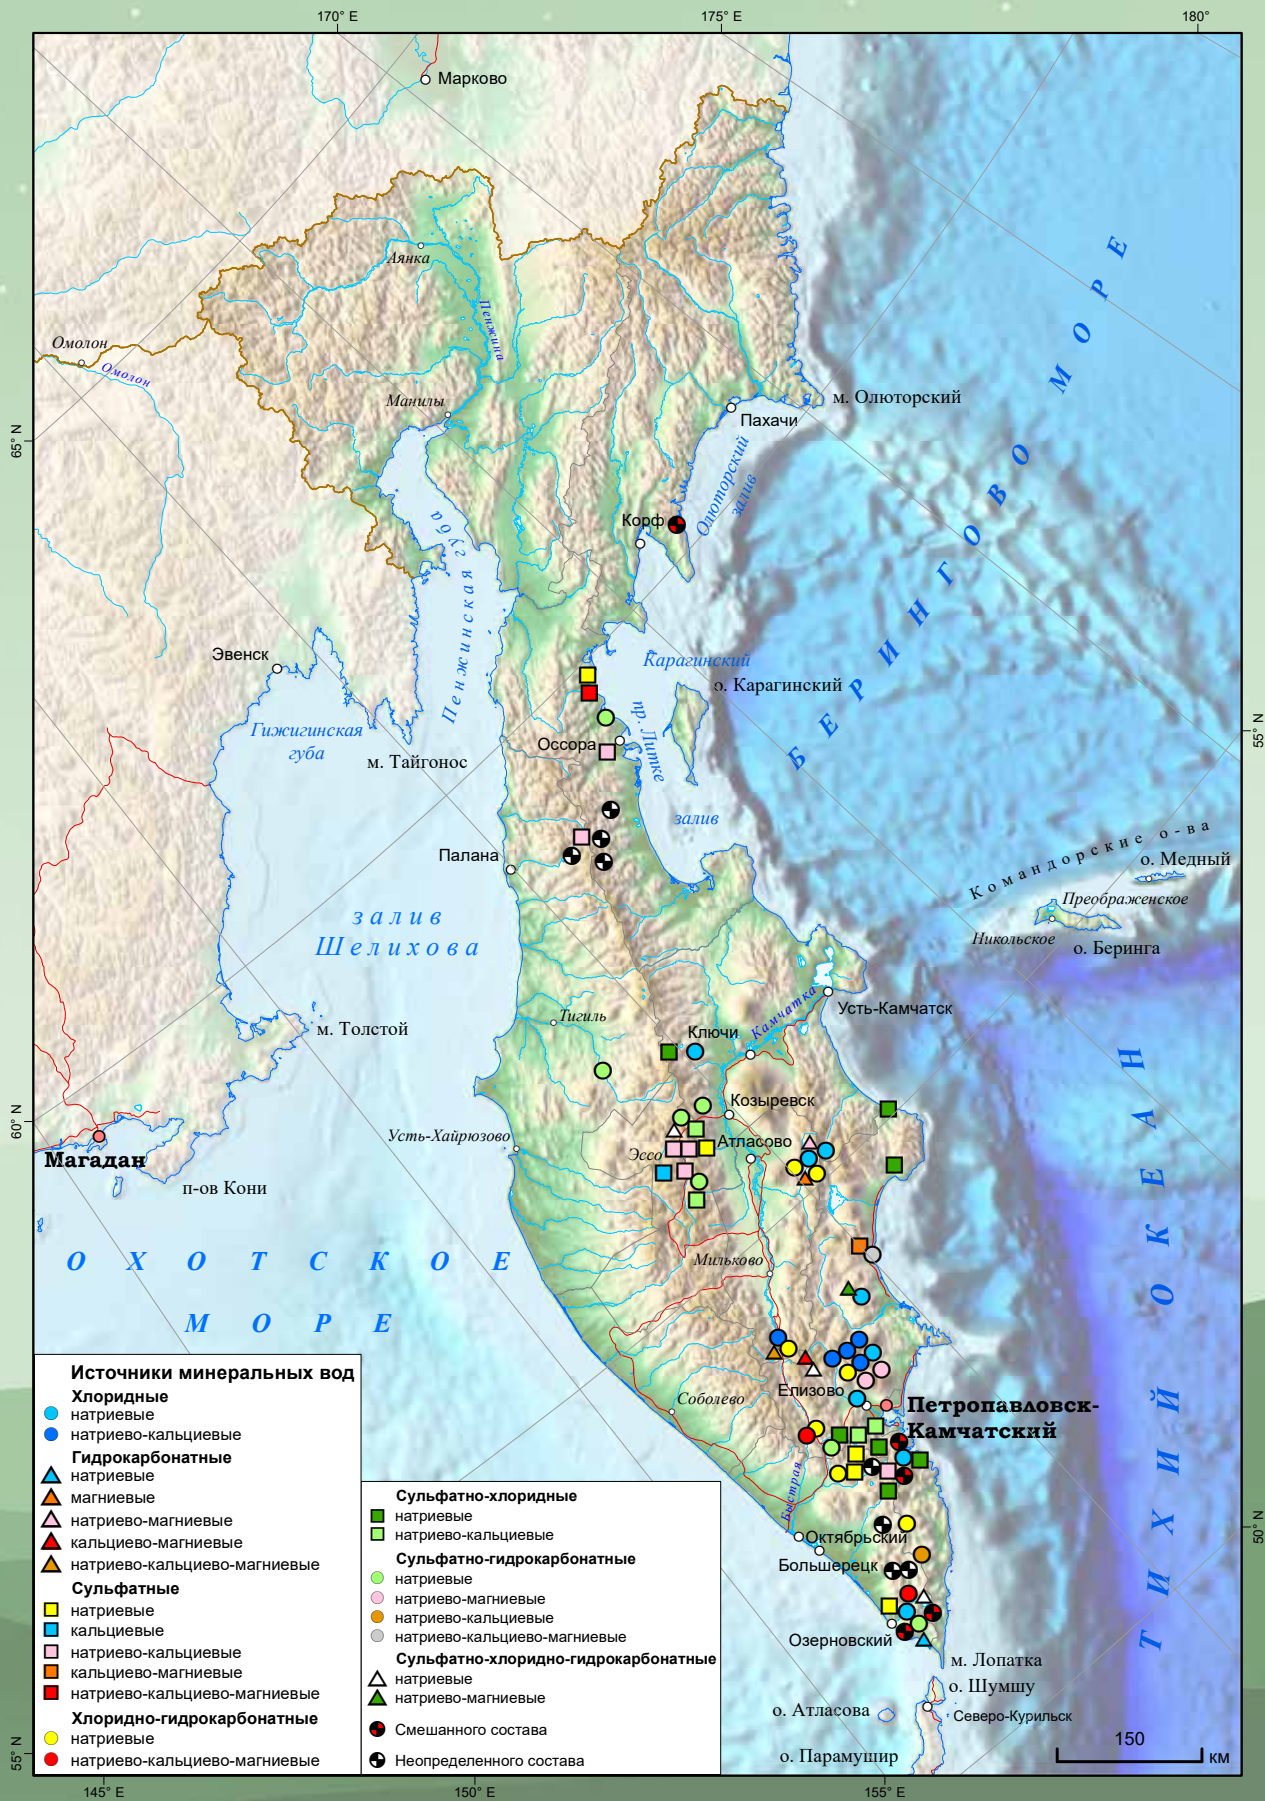 170° E
175° E
180°
Марково
Аянка
Пенжина
Омолон
Омолон
Манилы
м. Олюторский
Пахачи
65° N
Олюторский
залив
Корф
Пенжинская губа
БЕРИНГОВО МОРЕ
Эвенск
Карагинский
о. Карагинский
Гижигинская
губа
пр. Литке
55° N
Оссора
м. Тайгонос
залив
Палана
Командорские о-ва
о. Медный
Преображенское
Никольское
о. Беринга
залив
Шелихова
Камчатка
Усть-Камчатск
Тигиль
м. Толстой
Ключи
60° N
Козыревск
Усть-Хайрюзово
Атласово
Магадан
Эссо
п-ов Кони
ТИХИЙ ОКЕАН
ОХОТСКОЕ
МОРЕ
Мильково
Елизово
Соболево
Петропавловск-
Камчатский
Быстрая
50° N
Октябрьский
Большерецк
Озерновский
м. Лопатка
о. Шумшу
о. Атласова
Северо-Курильск
о. Парамушир
150
км
Источники минеральных вод
Хлоридные
натриевые
натриево-кальциевые
Гидрокарбонатные
натриевые
магниевые
натриево-магниевые
кальциево-магниевые
натриево-кальциево-магниевые
Сульфатные
натриевые
кальциевые
натриево-кальциевые
кальциево-магниевые
натриево-кальциево-магниевые
Хлоридно-гидрокарбонатные
натриевые
натриево-кальциево-магниевые
Сульфатно-хлоридные
натриевые
натриево-кальциевые
Сульфатно-гидрокарбонатные
натриевые
натриево-магниевые
натриево-кальциевые
натриево-кальциево-магниевые
Сульфатно-хлоридно-гидрокарбонатные
натриевые
натриево-магниевые
Смешанного состава
Неопределенного состава
55° N
145° E
150° E
155° E